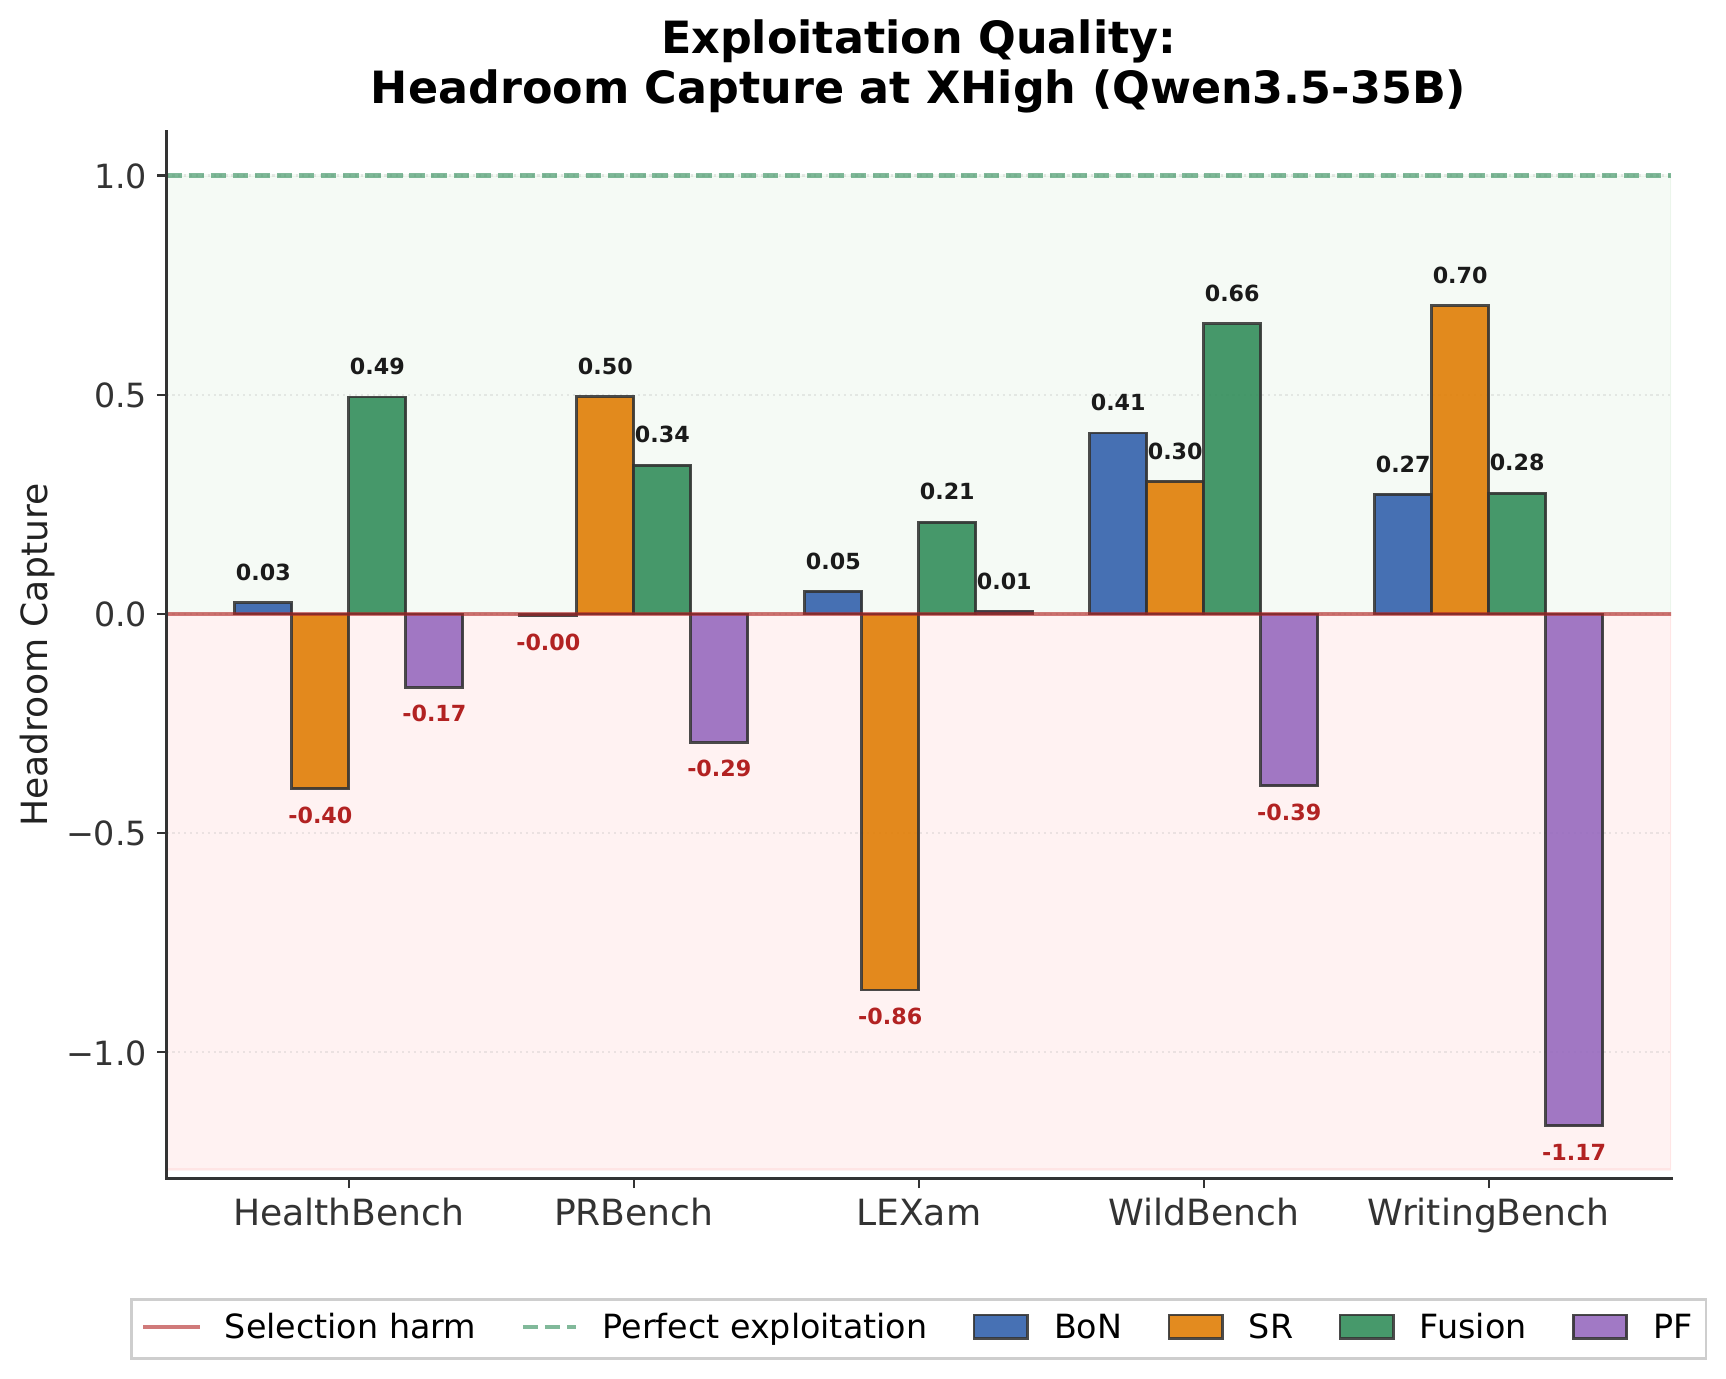 Exploitation Quality:
Headroom Capture at XHigh (Qwen3.5-35B)
Headroom Capture
1.0
0.5
0.0
−0.5
−1.0
0.03
-0.40
0.49
-0.17
-0.00
0.50
0.34
-0.29
0.05
-0.86
0.21
0.01
0.41
0.30
0.66
-0.39
0.27
0.70
0.28
-1.17
HealthBench
PRBench
LEXam
WildBench
WritingBench
Selection harm
Perfect exploitation
BoN
SR
Fusion
PF